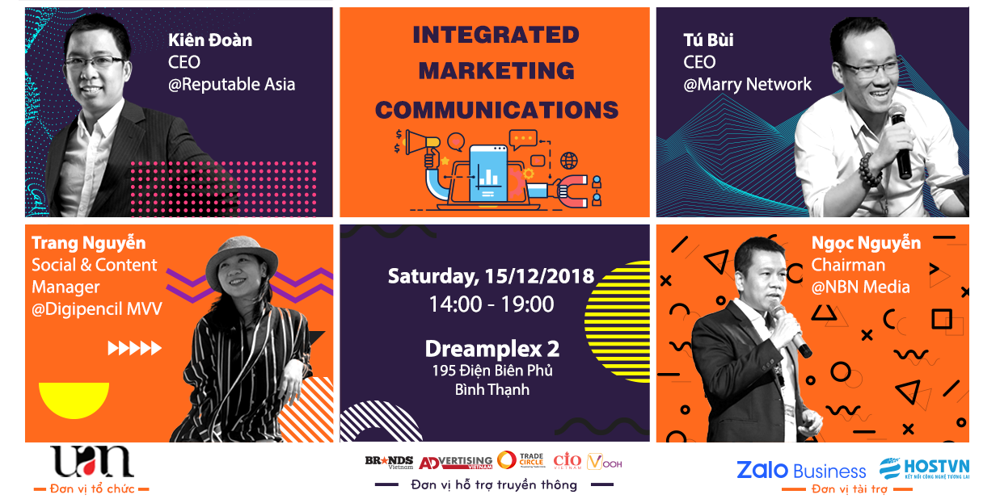 Kiên Đoàn
CEO
@Reputable Asia
INTEGRATED
MARKETING
COMMUNICATIONS
Tú Bùi
CEO
@Marry Network
Trang Nguyễn
Social & Content
Manager
@Digipencil MVV
Saturday, 15/12/2018
14:00 - 19:00
Dreamplex 2
195 Điện Biên Phủ
Bình Thạnh
Ngọc Nguyễn
Chairman
@NBN Media
uan
Đơn vị tổ chức
BRANDS
Vietnam
ADVERTISING
VIETNAM
TRADE
CIRCLE
CIO
VIETNAM
VOOH
Đơn vị hỗ trợ truyền thông
Zalo Business
HOSTVN
KẾT NỐI CÔNG NGHỆ TƯƠNG LAI
Đơn vị tài trợ